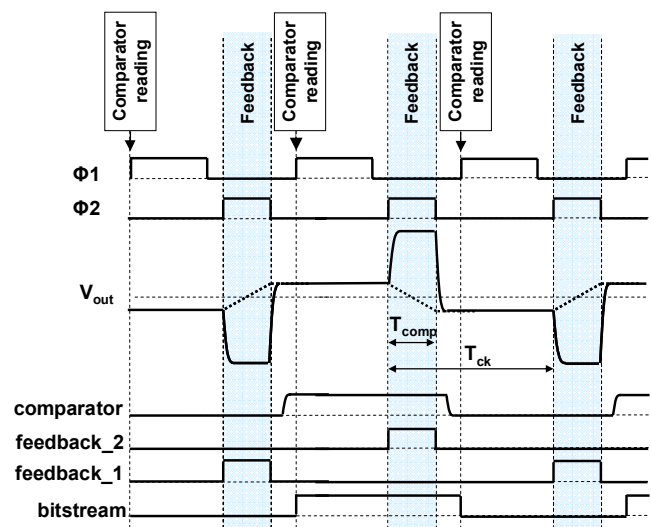 Comparator
reading
Feedback
Comparator
reading
Feedback
Comparator
reading
Feedback
Φ1
Φ2
Vout
Tcomp
Tck
comparator
feedback_2
feedback_1
bitstream